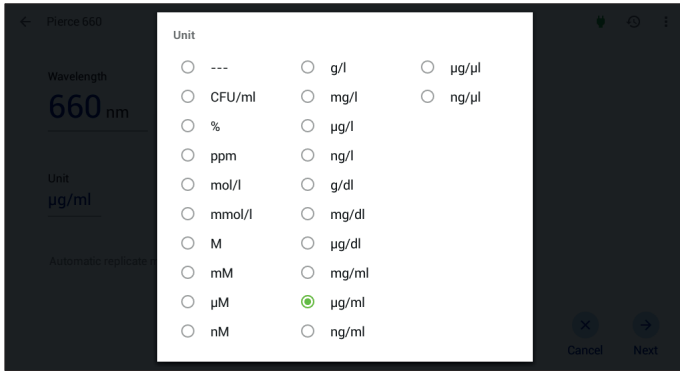 Pierce 660
Unit
--- g/l µg/µl
CFU/ml mg/l ng/µl
% µg/l
ppm ng/l
mol/l g/dl
mmol/l mg/dl
M µg/dl
mM mg/ml
µM µg/ml
nM ng/ml
Wavelength
660 nm
Unit
µg/ml
Automatic replicate
Cancel Next